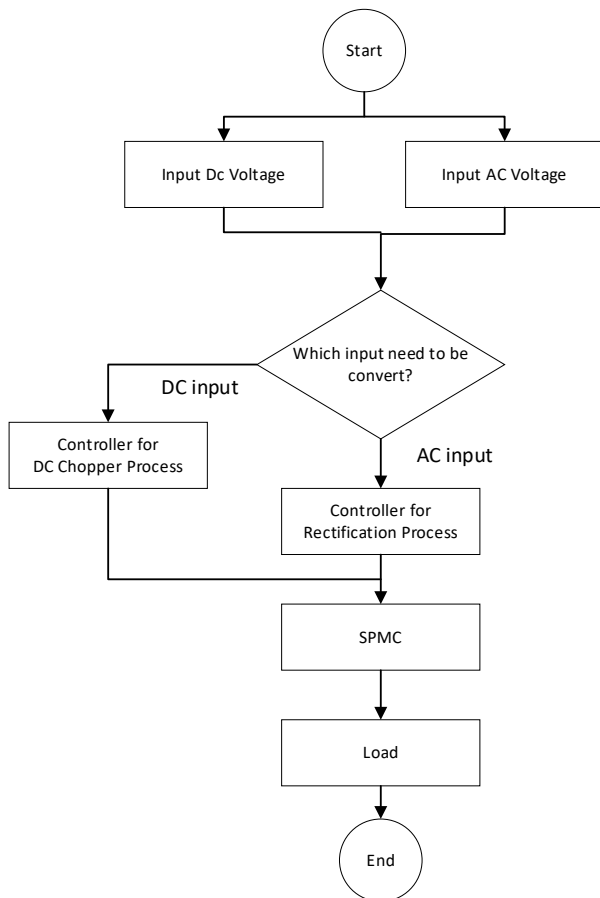 Start
Input Dc Voltage
Input AC Voltage
Which input need to be
convert?
DC input
Controller for
DC Chopper Process
AC input
Controller for
Rectification Process
SPMC
Load
End